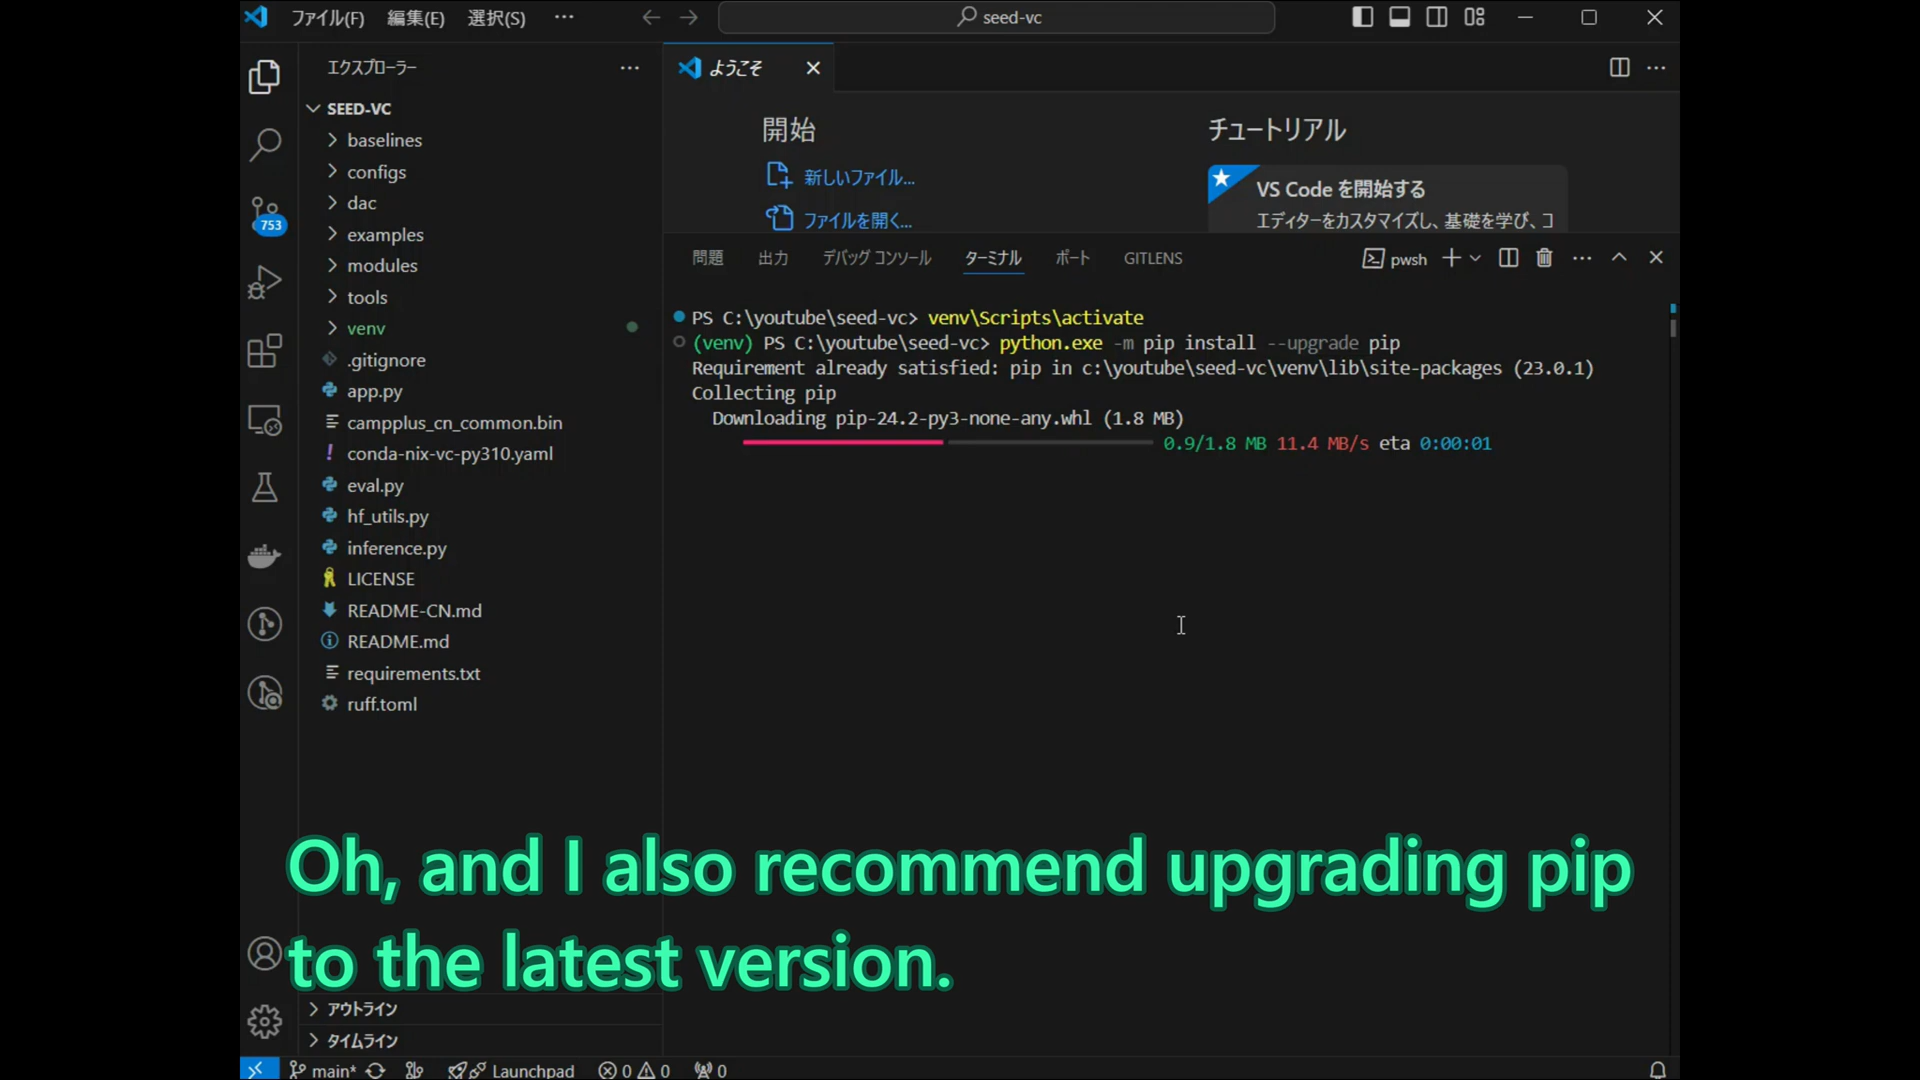 ファイル(F) 編集(E) 選択(S) ···
seed-vc
エクスプローラー
ようこそ
SEED-VC
baselines
configs
dac
examples
modules
tools
venv
.gitignore
app.py
campplus_cn_common.bin
conda-nix-vc-py310.yaml
eval.py
hf_utils.py
inference.py
LICENSE
README-CN.md
README.md
requirements.txt
ruff.toml
753
開始
新しいファイル...
ファイルを開く...
チュートリアル
VS Code を開始する
エディターをカスタマイズし、基礎を学び、コ
問題 出力 デバッグ コンソール ターミナル ポート GITLENS
pwsh
PS C:\youtube\seed-vc> venv\Scripts\activate
(venv) PS C:\youtube\seed-vc> python.exe -m pip install --upgrade pip
Requirement already satisfied: pip in c:\youtube\seed-vc\venv\lib\site-packages (23.0.1)
Collecting pip
Downloading pip-24.2-py3-none-any.whl (1.8 MB)
0.9/1.8 MB 11.4 MB/s eta 0:00:01
Oh, and I also recommend upgrading pip
to the latest version.
アウトライン
タイムライン
main* Launchpad 0 0 0